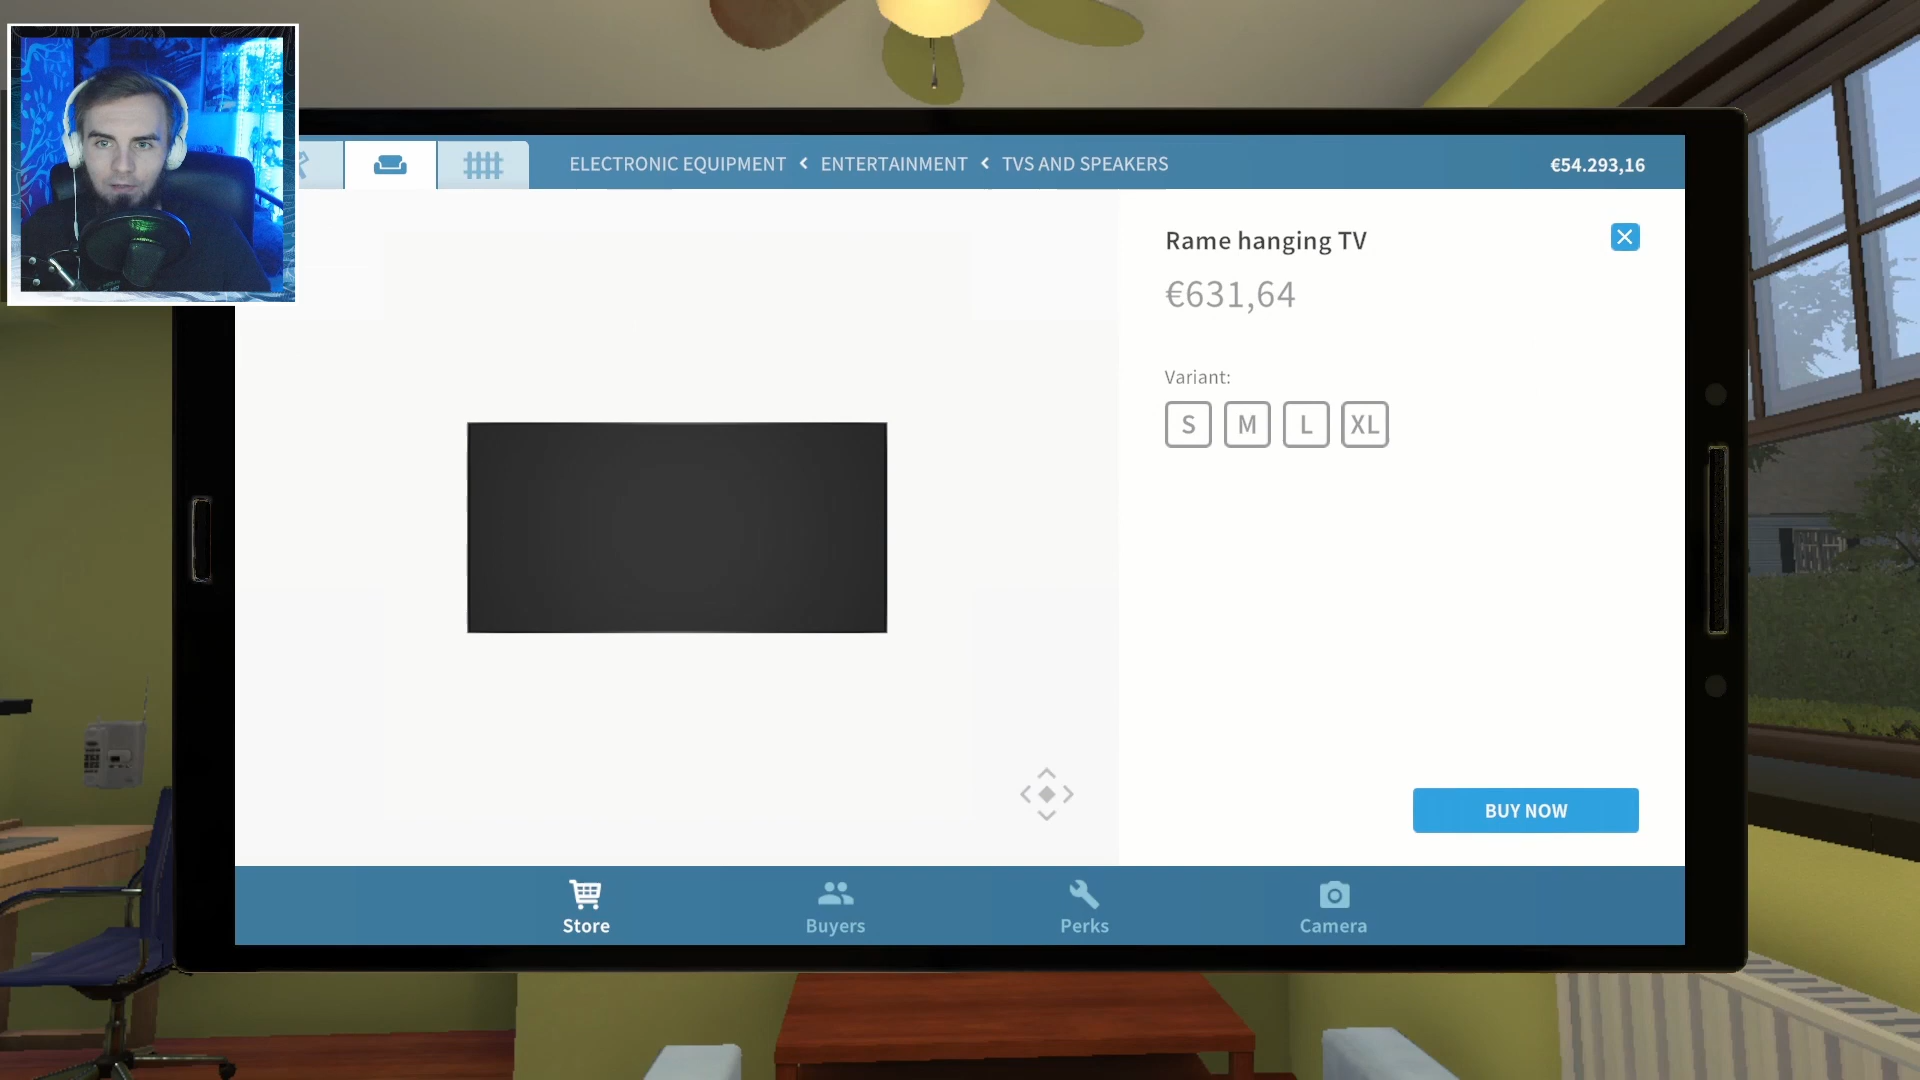 ELECTRONIC EQUIPMENT < ENTERTAINMENT < TVS AND SPEAKERS
€54.293,16
Rame hanging TV
€631,64
Variant:
S M L XL
BUY NOW
Store Buyers Perks Camera